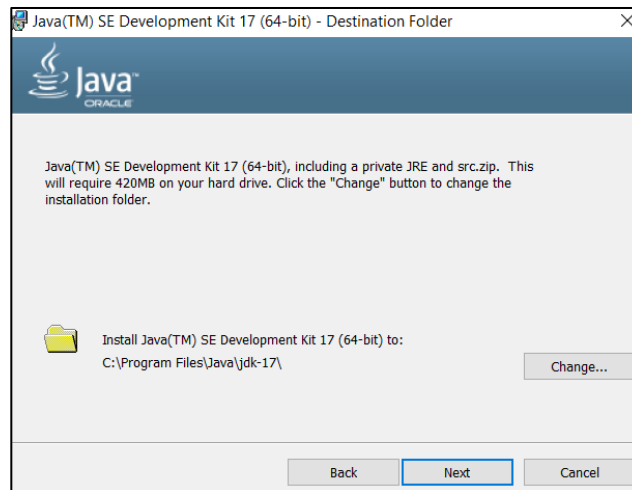 Java(TM) SE Development Kit 17 (64-bit) - Destination Folder
Java™
ORACLE
Java(TM) SE Development Kit 17 (64-bit), including a private JRE and src.zip. This
will require 420MB on your hard drive. Click the "Change" button to change the
installation folder.
Install Java(TM) SE Development Kit 17 (64-bit) to:
C:\Program Files\Java\jdk-17\
Change...
Back
Next
Cancel